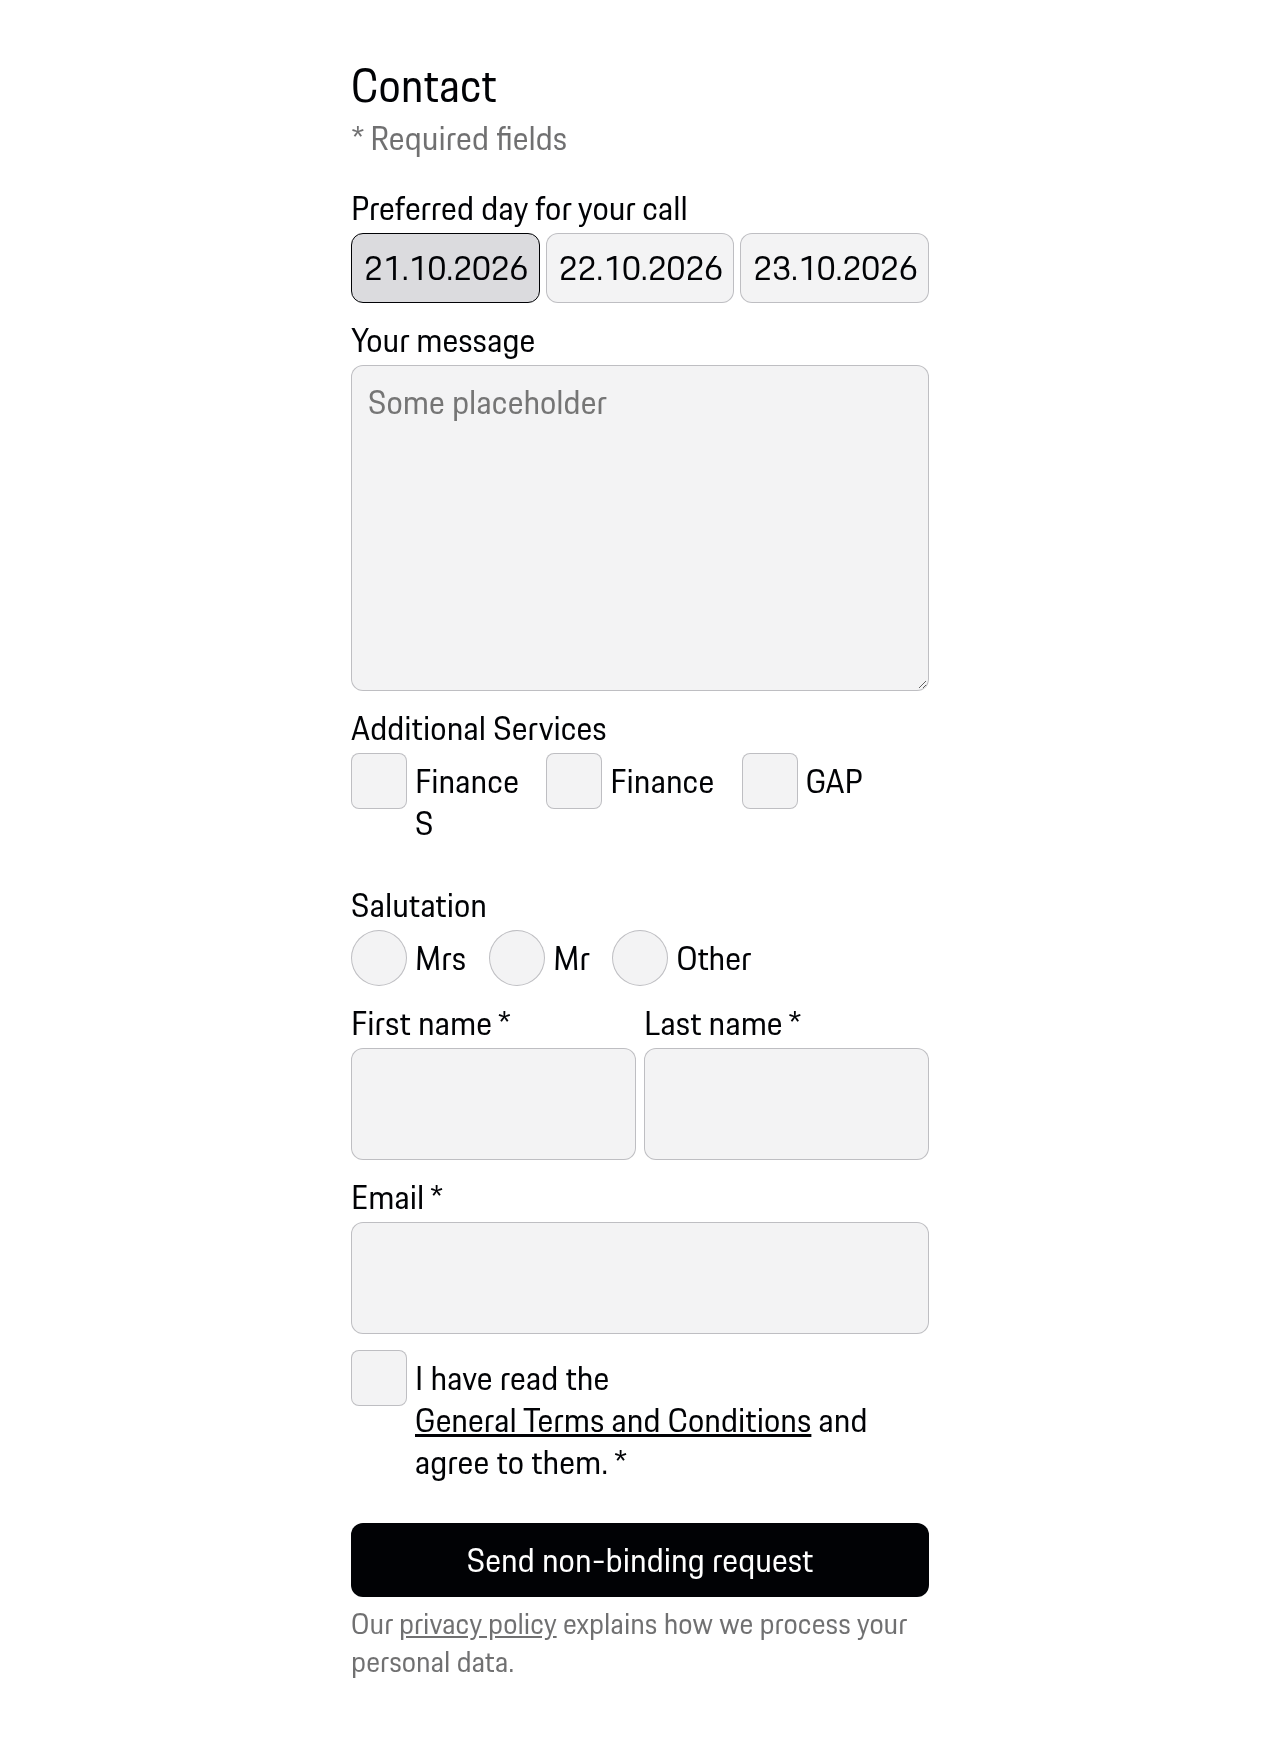 Contact
* Required fields
Preferred day for your call
21.10.2026 22.10.2026 23.10.2026
Your message
Some placeholder
Additional Services
Finance Finance GAP
S
Salutation
Mrs Mr Other
First name * Last name *
Email *
I have read the
General Terms and Conditions and
agree to them. *
Send non-binding request
Our privacy policy explains how we process your
personal data.